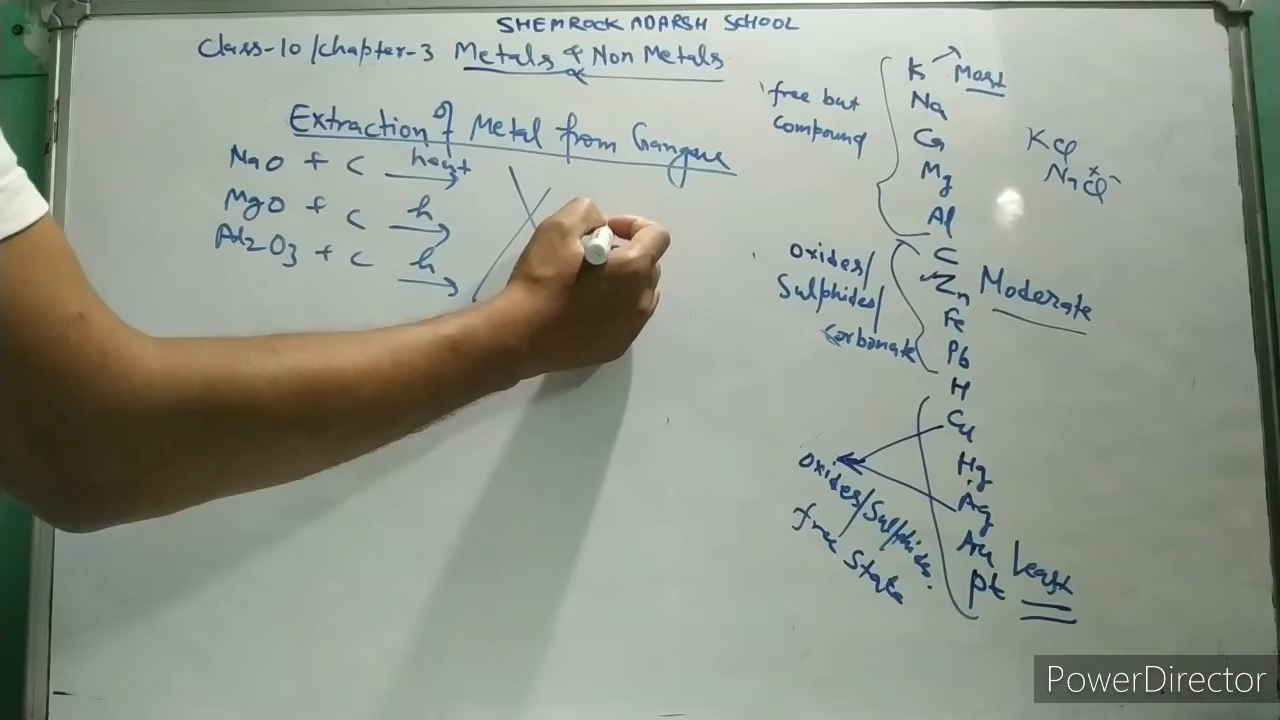 SHEMROCK ADARSH SCHOOL
Class-10/chapter-3 Metals & Non Metals
Extraction of Metal from Gangue
NaO + C heat →
MgO + C h →
Al2O3 + C h →
free but
compound
K Most
Na
Ca
Mg
Al
KCl
Na+Cl-
Oxides/
Sulphides/
Carbonate
C
Zn
Fe
Pb
Moderate
H
Cu
Hg
Ag
Au
Pt
Least
Oxides/Sulphides.
free state
PowerDirector